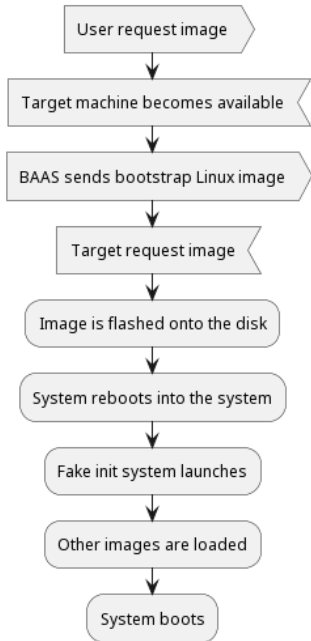 User request image
Target machine becomes available
BAAS sends bootstrap Linux image
Target request image
Image is flashed onto the disk
System reboots into the system
Fake init system launches
Other images are loaded
System boots